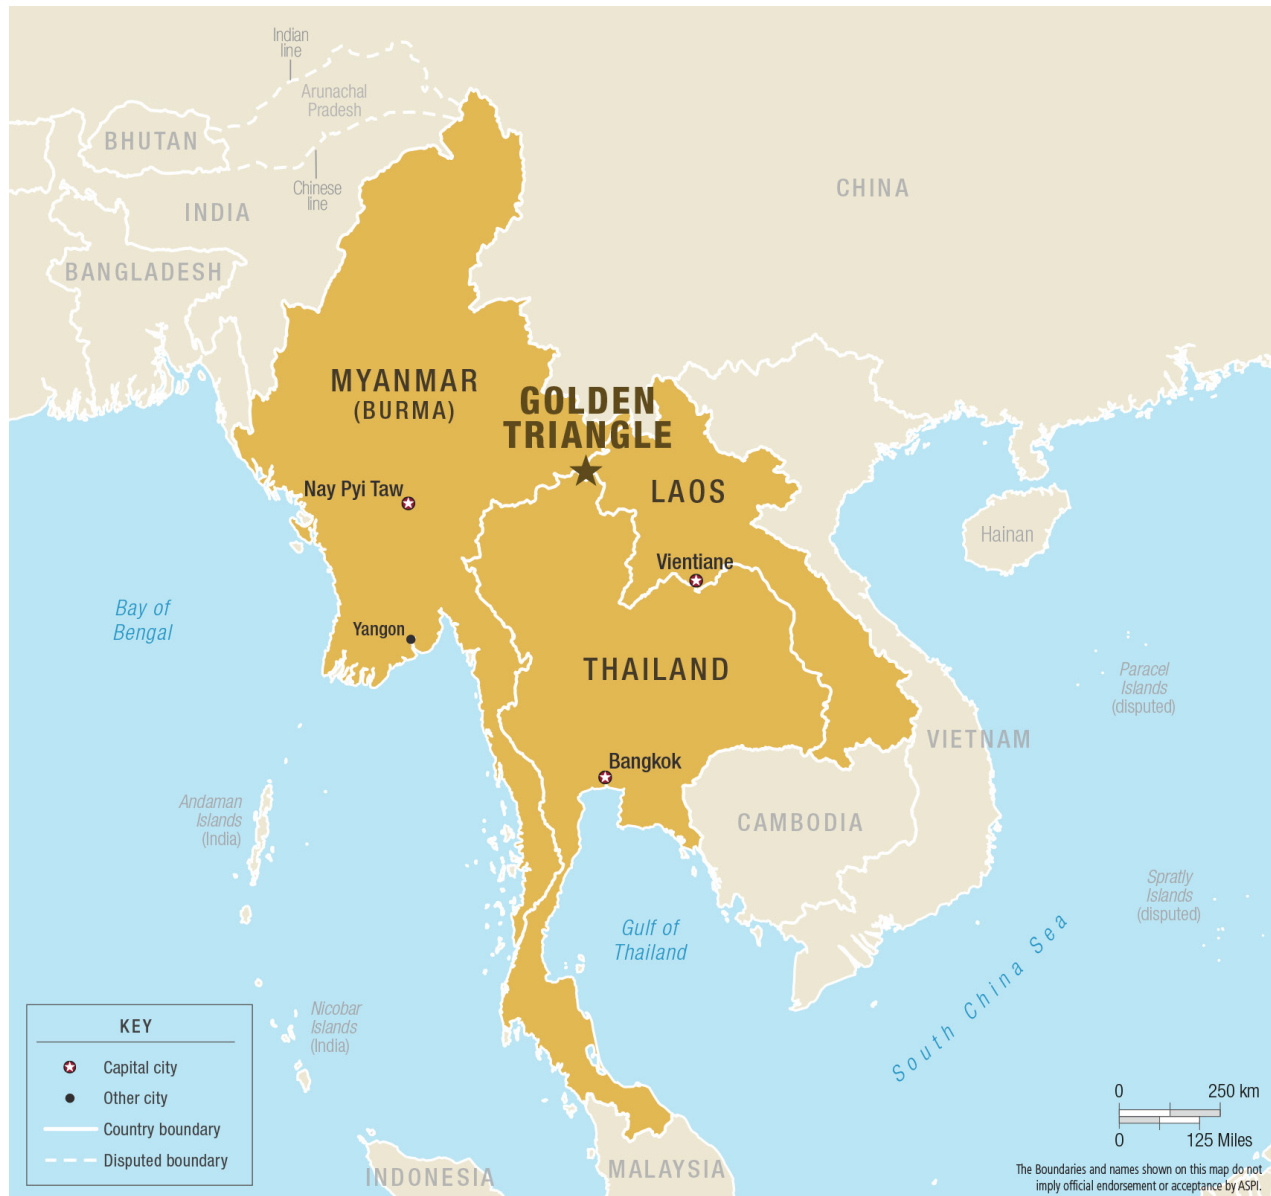 Indian
line
Arunachal
Pradesh
BHUTAN
Chinese
line
CHINA
INDIA
BANGLADESH
MYANMAR
(BURMA)
GOLDEN
TRIANGLE
Nay Pyi Taw
LAOS
Hainan
Vientiane
Bay of
Bengal
Yangon
THAILAND
Paracel
Islands
(disputed)
VIETNAM
Bangkok
Andaman
Islands
(India)
CAMBODIA
Spratly
Islands
(disputed)
Gulf of
Thailand
South China Sea
Nicobar
Islands
(India)
KEY
Capital city
Other city
Country boundary
Disputed boundary
0 250 km
0 125 Miles
INDONESIA
MALAYSIA
The Boundaries and names shown on this map do not
imply official endorsement or acceptance by ASPI.